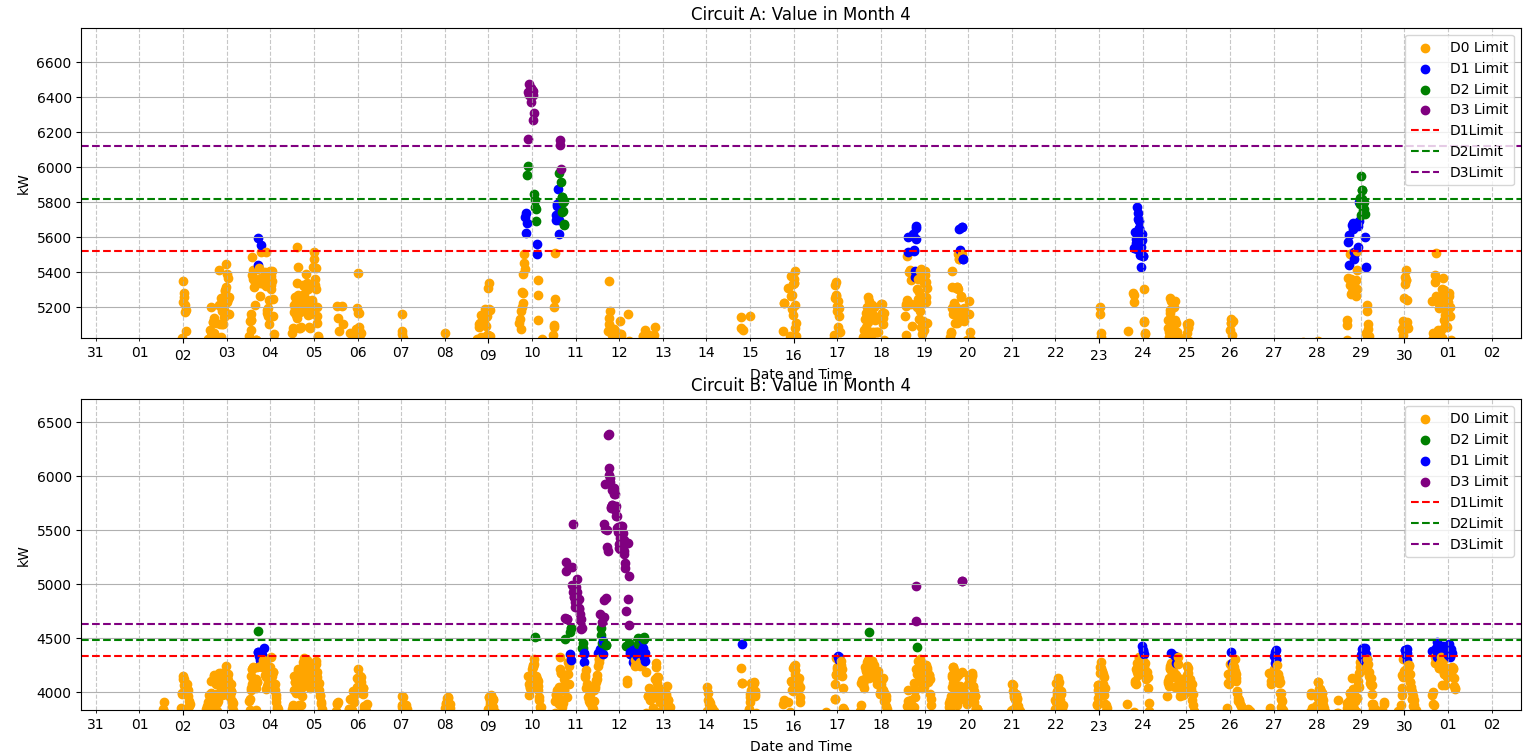 Circuit A: Value in Month 4
kW
6600
6400
6200
6000
5800
5600
5400
5200
D0 Limit
D1 Limit
D2 Limit
D3 Limit
D1Limit
D2Limit
D3Limit
31 01 02 03 04 05 06 07 08 09 10 11 12 13 14 15 16 17 18 19 20 21 22 23 24 25 26 27 28 29 30 01 02
Date and Time
Circuit B: Value in Month 4
kW
6500
6000
5500
5000
4500
4000
D0 Limit
D2 Limit
D1 Limit
D3 Limit
D1Limit
D2Limit
D3Limit
31 01 02 03 04 05 06 07 08 09 10 11 12 13 14 15 16 17 18 19 20 21 22 23 24 25 26 27 28 29 30 01 02
Date and Time